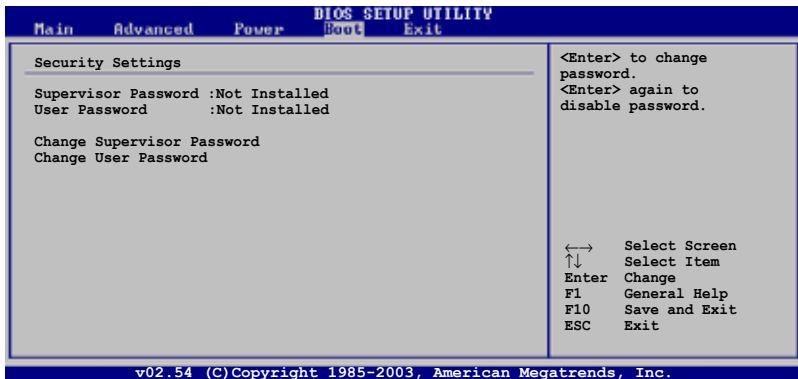 BIOS SETUP UTILITY
Main Advanced Power Boot Exit
Security Settings
Supervisor Password :Not Installed
User Password :Not Installed
Change Supervisor Password
Change User Password
<Enter> to change
password.
<Enter> again to
disable password.
←→ Select Screen
↑↓ Select Item
Enter Change
F1 General Help
F10 Save and Exit
ESC Exit
v02.54 (C)Copyright 1985-2003, American Megatrends, Inc.